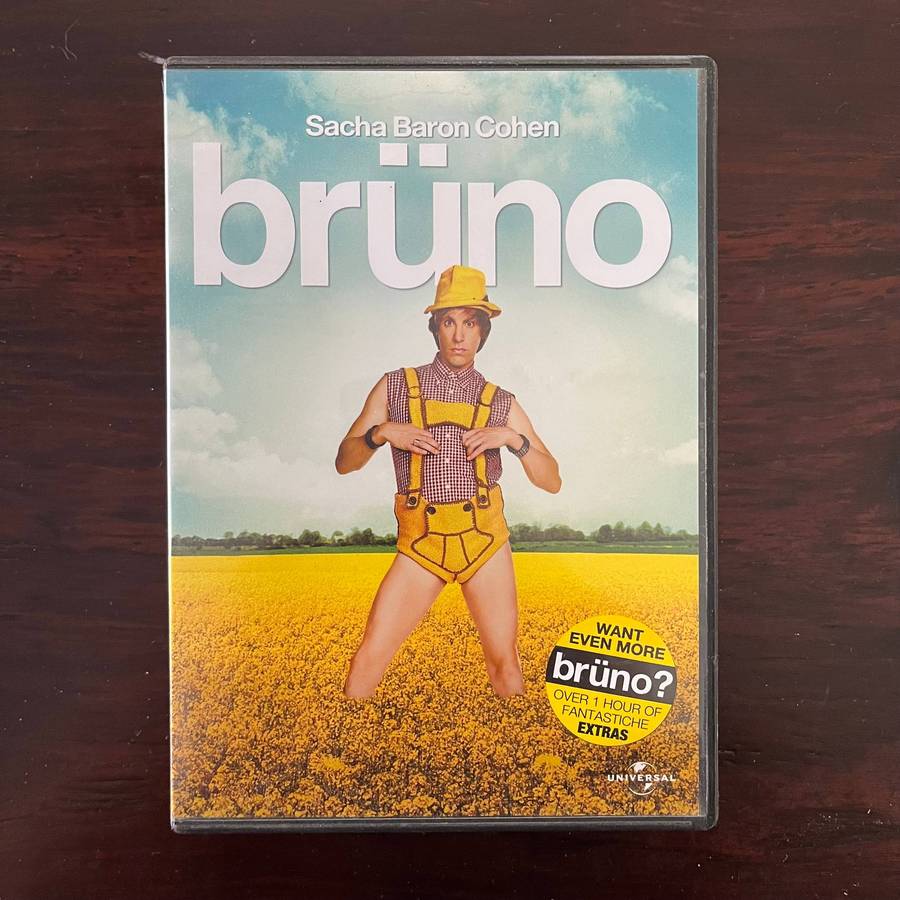 Sacha Baron Cohen
brüno
WANT
EVEN MORE
brüno?
OVER 1 HOUR OF
FANTASTICHE
EXTRAS
UNIVERSAL